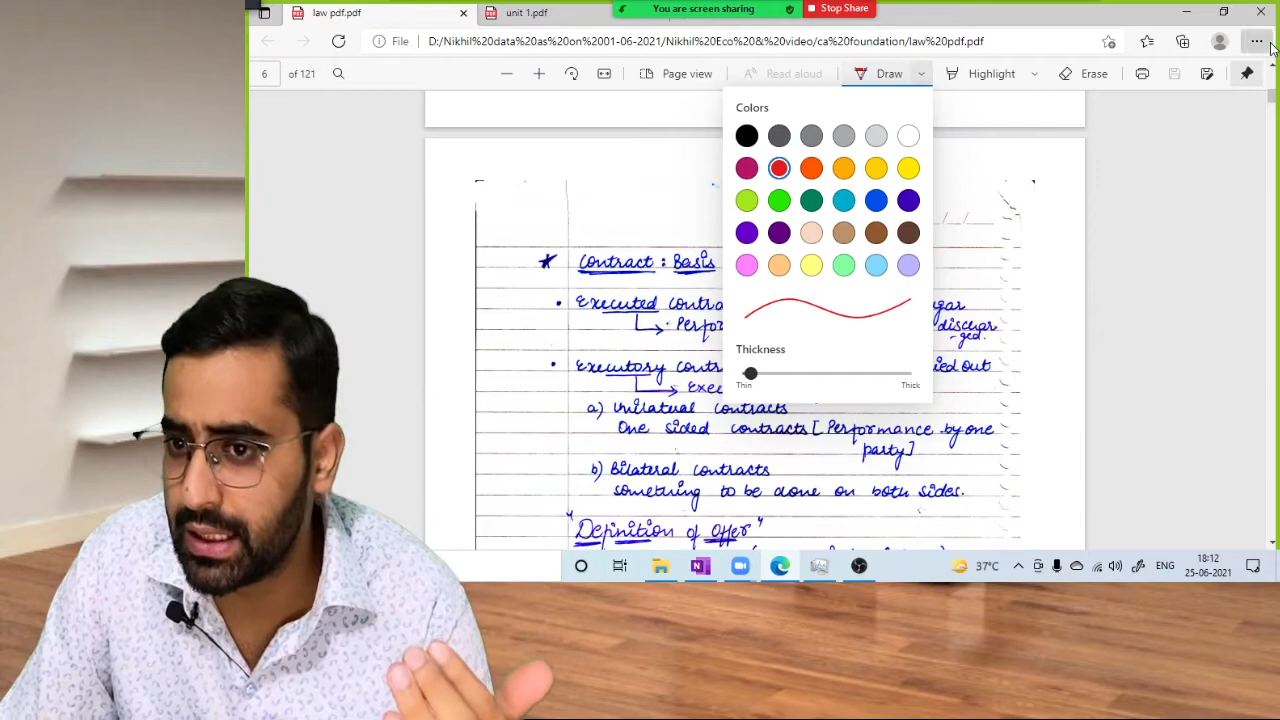 law pdf.pdf
unit 1.pdf
You are screen sharing
Stop Share
File
D:/Nikhil%20data%20as%20on%2001-06-2021/Nikhil%20Eco%20&%20video/ca%20foundation/law%20pdf.pdf
6 of 121
Page view
Read aloud
Draw
Highlight
Erase
Colors
Thickness
Thin
Thick
Contract : Basis
Executed contra
Perfor
dischar
-ged.
Executory contr
ied out
Exec
a) Unilateral contracts
One sided contracts [Performance by one
party]
b) Bilateral contracts
something to be done on both sides.
"Definition of Offer"
37°C
ENG
18:12
25-06-2021